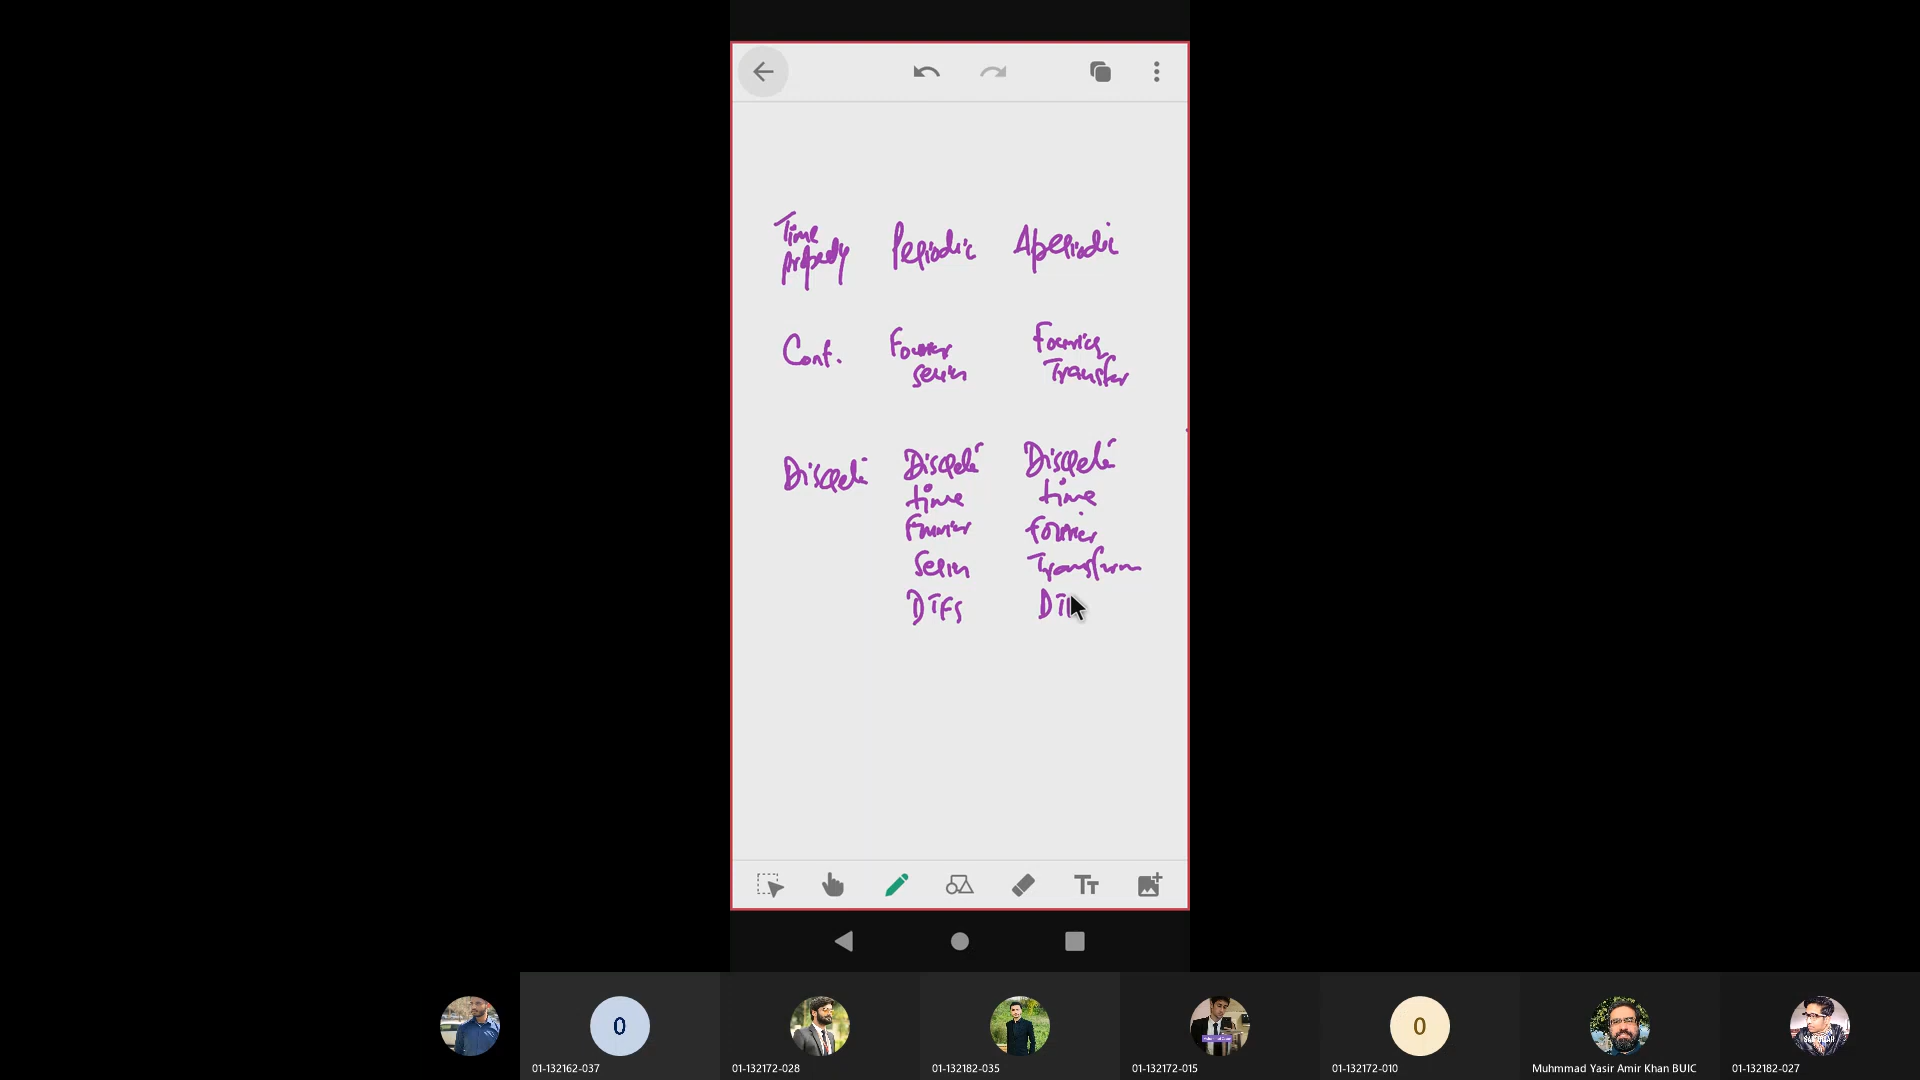 Time
property
Periodic
Aperiodic
Cont.
Fourier
Series
Fourier
Transfer
Discrete
Discrete
time
Fourier
Series
DTFS
Discrete
time
Fourier
Transform
Tт
0
0
01-132162-037
01-132172-028
01-132182-035
01-132172-015
01-132172-010
Muhmmad Yasir Amir Khan BUIC
01-132182-027